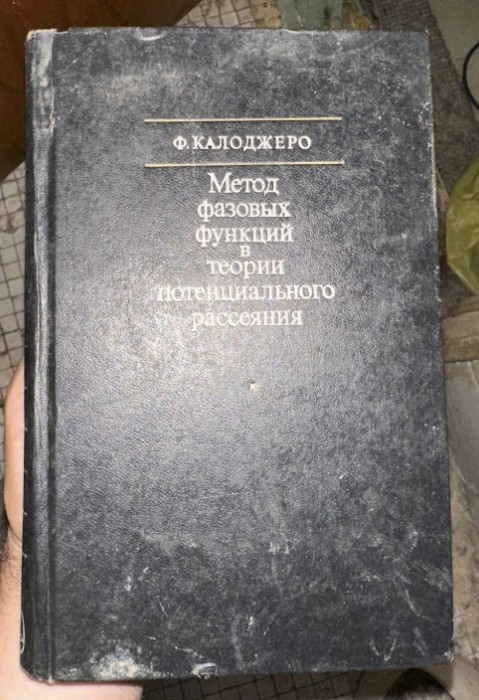 Ф. КАЛОДЖЕРО
Метод
фазовых
функций
в
теории
потенциального
рассеяния